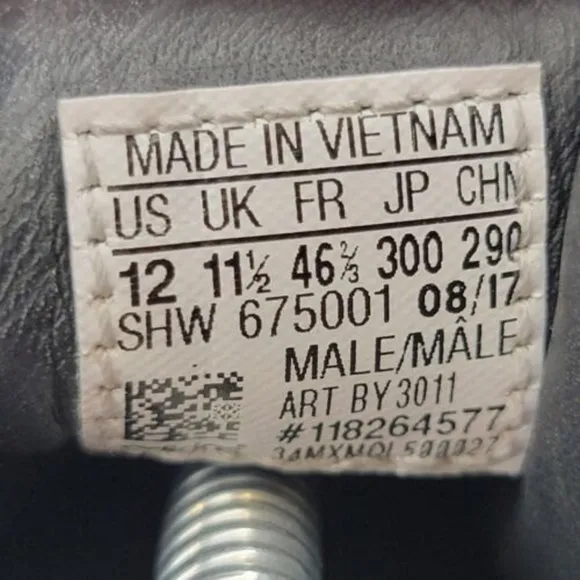 MADE IN VIETNAM
US UK FR JP CHN
12 11½ 46⅔ 300 290
SHW 675001 08/17
MALE/MÂLE
ART BY3011
#118264577